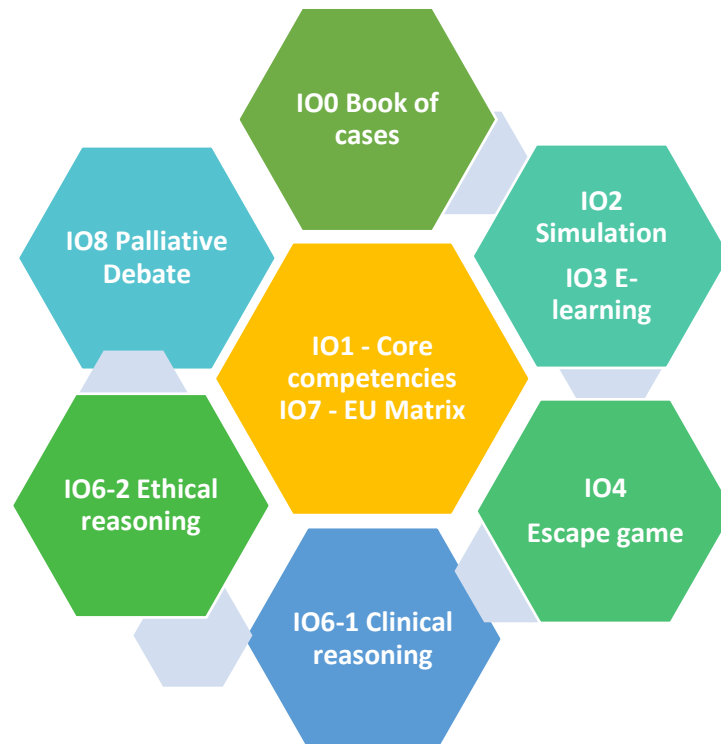 IO0 Book of
cases
IO8 Palliative
Debate
IO2
Simulation
IO3 E-
learning
IO1 - Core
competencies
IO7 - EU Matrix
IO6-2 Ethical
reasoning
IO4
Escape game
IO6-1 Clinical
reasoning